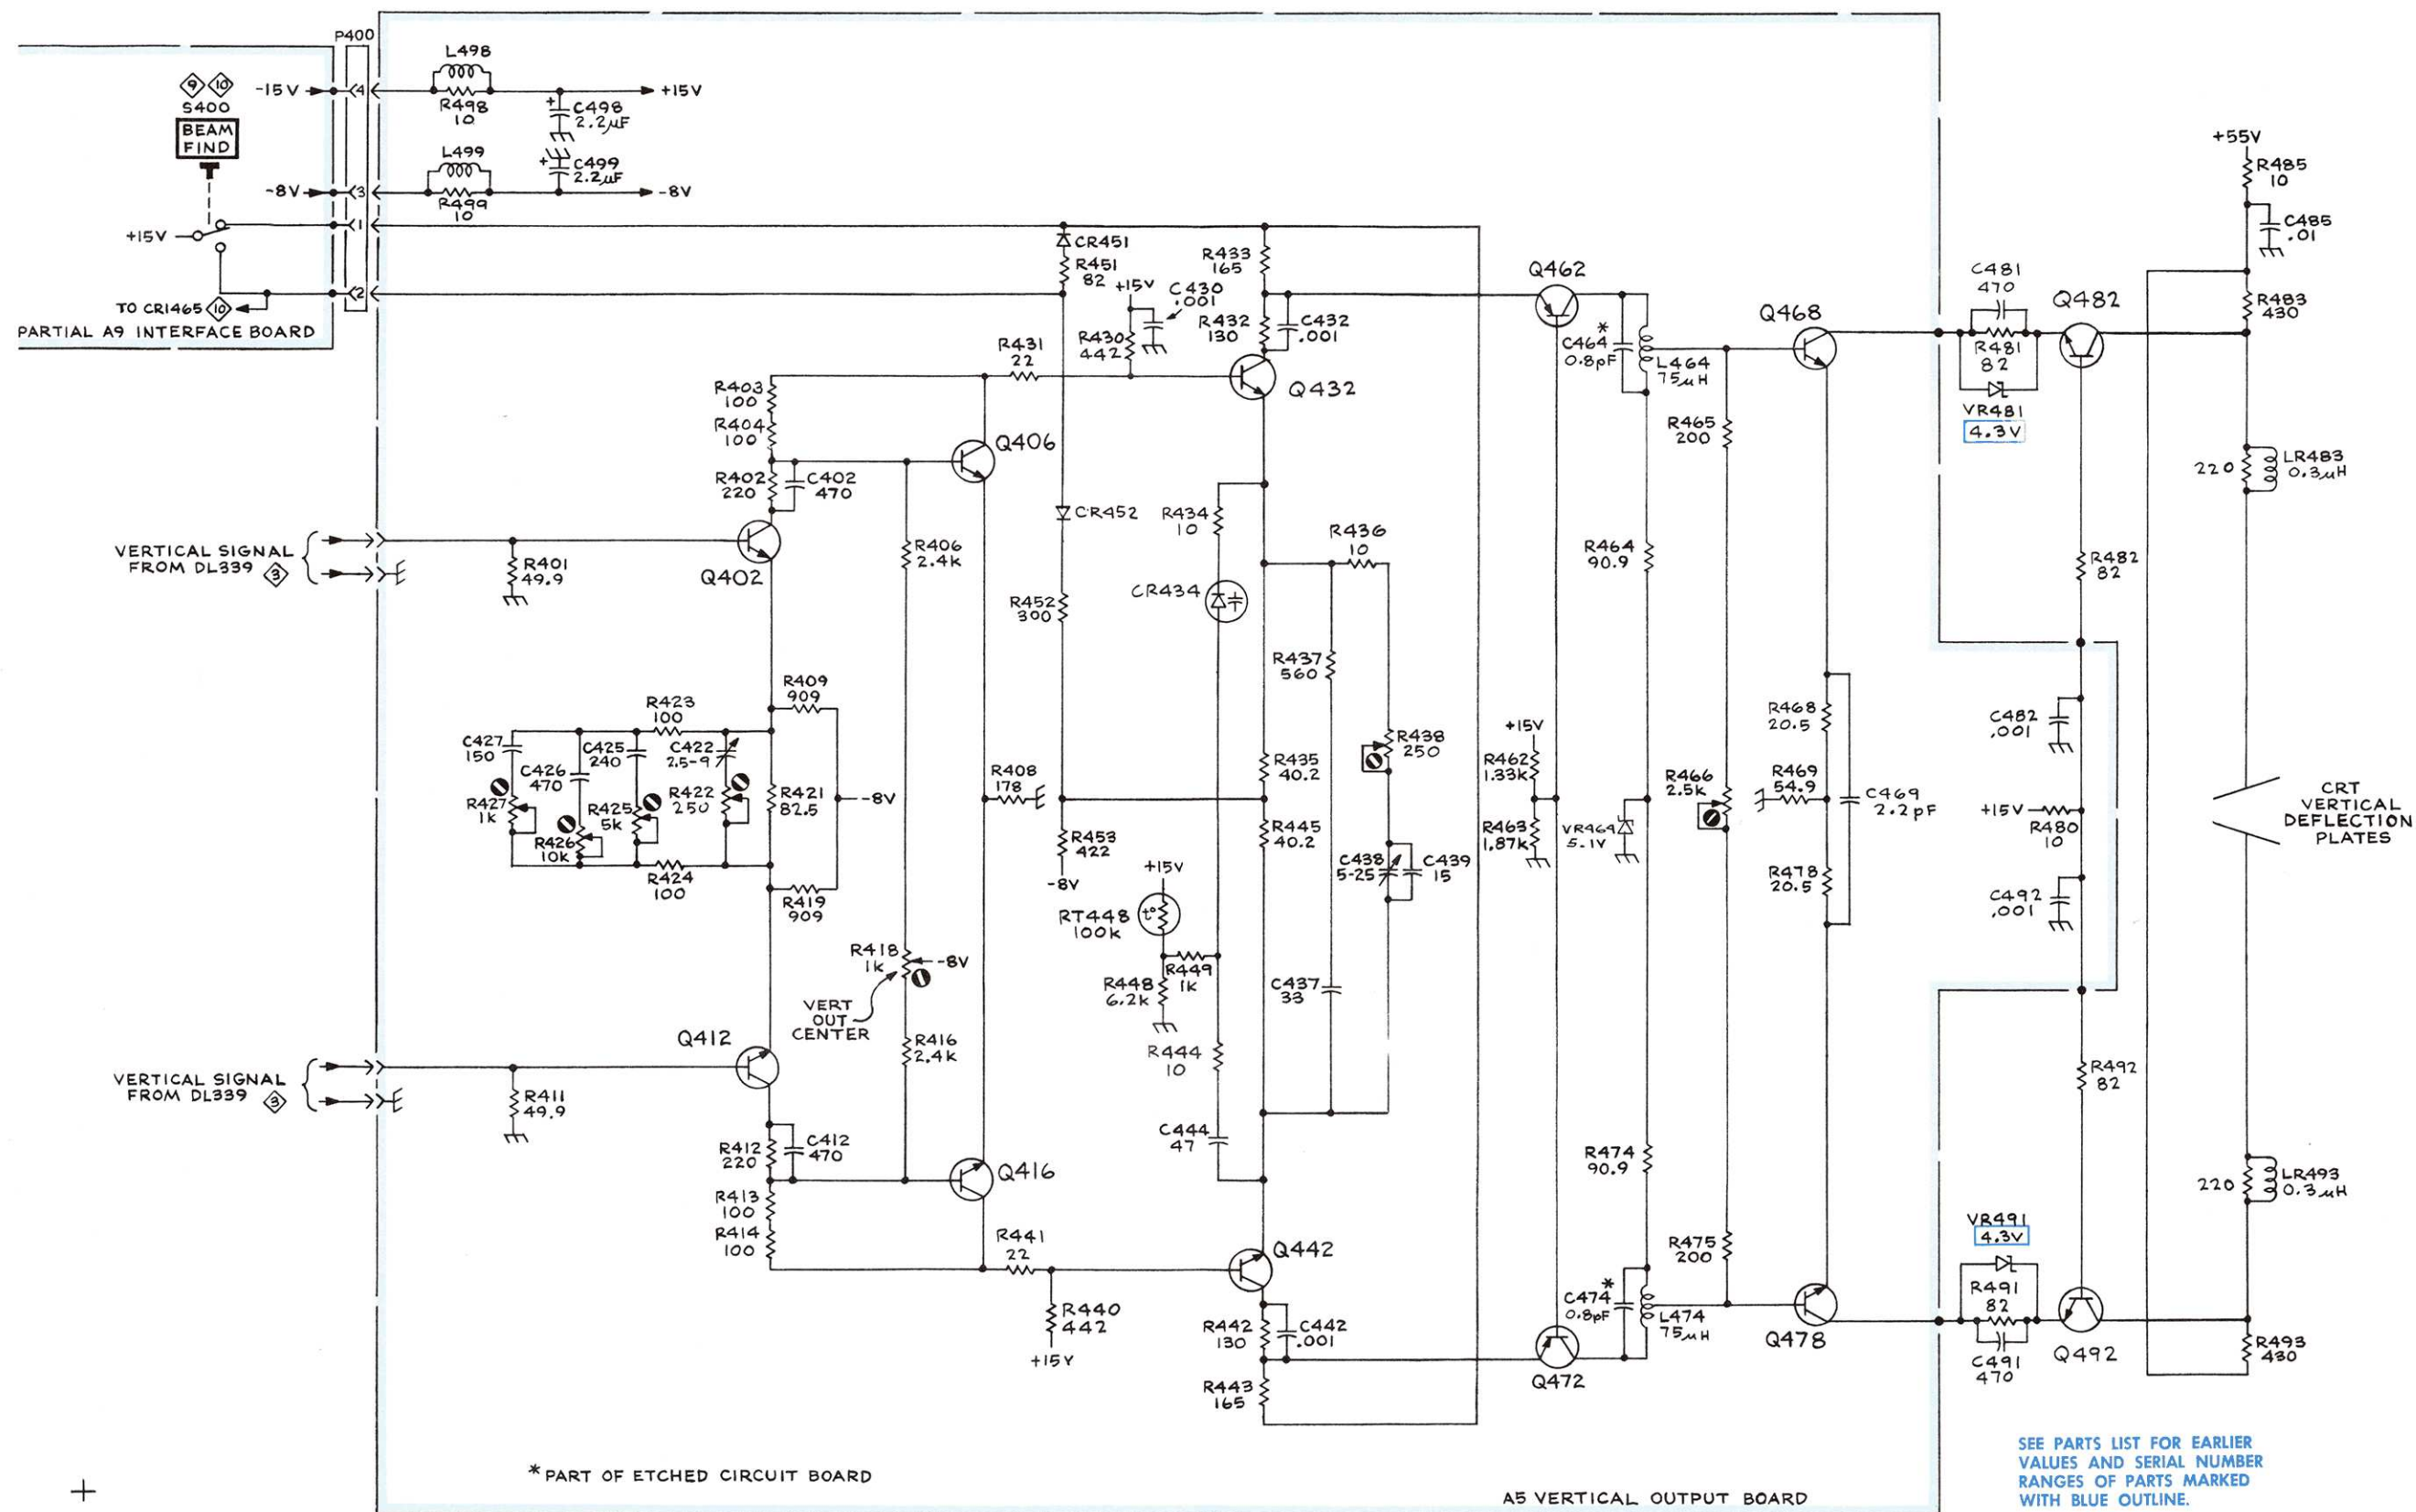 P400
L498
9 10
S400
-15V
4
+15V
R498
10
C498
2.2µF
BEAM
FIND
L499
C499
2.2µF
-8V
3
-8V
R499
10
+15V
1
2
TO CR1465 10
PARTIAL A9 INTERFACE BOARD
CR451
R451
82
+15V
C430
.001
R430
442
R433
165
R432
130
C432
.001
Q432
R431
22
R403
100
R404
100
R402
220
C402
470
Q406
Q402
VERTICAL SIGNAL
FROM DL339 3
R401
49.9
R406
2.4k
CR452
R434
10
CR434
R436
10
R452
300
R437
560
R409
909
R423
100
C427
150
C426
470
C425
240
C422
2.5-9
R427
1k
R426
10k
R425
5k
R422
250
R421
82.5
-8V
R424
100
R419
909
R408
178
R435
40.2
R445
40.2
R438
250
C438
5-25
C439
15
R453
422
-8V
+15V
RT448
100k
R449
1k
R448
6.2k
C437
33
R418
1k
-8V
VERT
OUT
CENTER
R416
2.4k
R444
10
C444
47
Q412
VERTICAL SIGNAL
FROM DL339 3
R411
49.9
R412
220
C412
470
Q416
R413
100
R414
100
R441
22
R440
442
+15V
Q442
R442
130
C442
.001
R443
165
Q462
*
C464
0.8pF
L464
75µH
Q468
R465
200
R464
90.9
+15V
R462
1.33k
R463
1.87k
VR464
5.1V
R466
2.5k
R468
20.5
R469
54.9
C469
2.2pF
R478
20.5
R474
90.9
R475
200
*
C474
0.8pF
L474
75µH
Q472
Q478
C481
470
R481
82
VR481
4.3V
Q482
+55V
R485
10
C485
.01
R483
430
220
LR483
0.3µH
R482
82
C482
.001
+15V
R480
10
C492
.001
CRT
VERTICAL
DEFLECTION
PLATES
R492
82
220
LR493
0.3µH
VR491
4.3V
R491
82
C491
470
Q492
R493
430
*PART OF ETCHED CIRCUIT BOARD
A5 VERTICAL OUTPUT BOARD
SEE PARTS LIST FOR EARLIER
VALUES AND SERIAL NUMBER
RANGES OF PARTS MARKED
WITH BLUE OUTLINE.